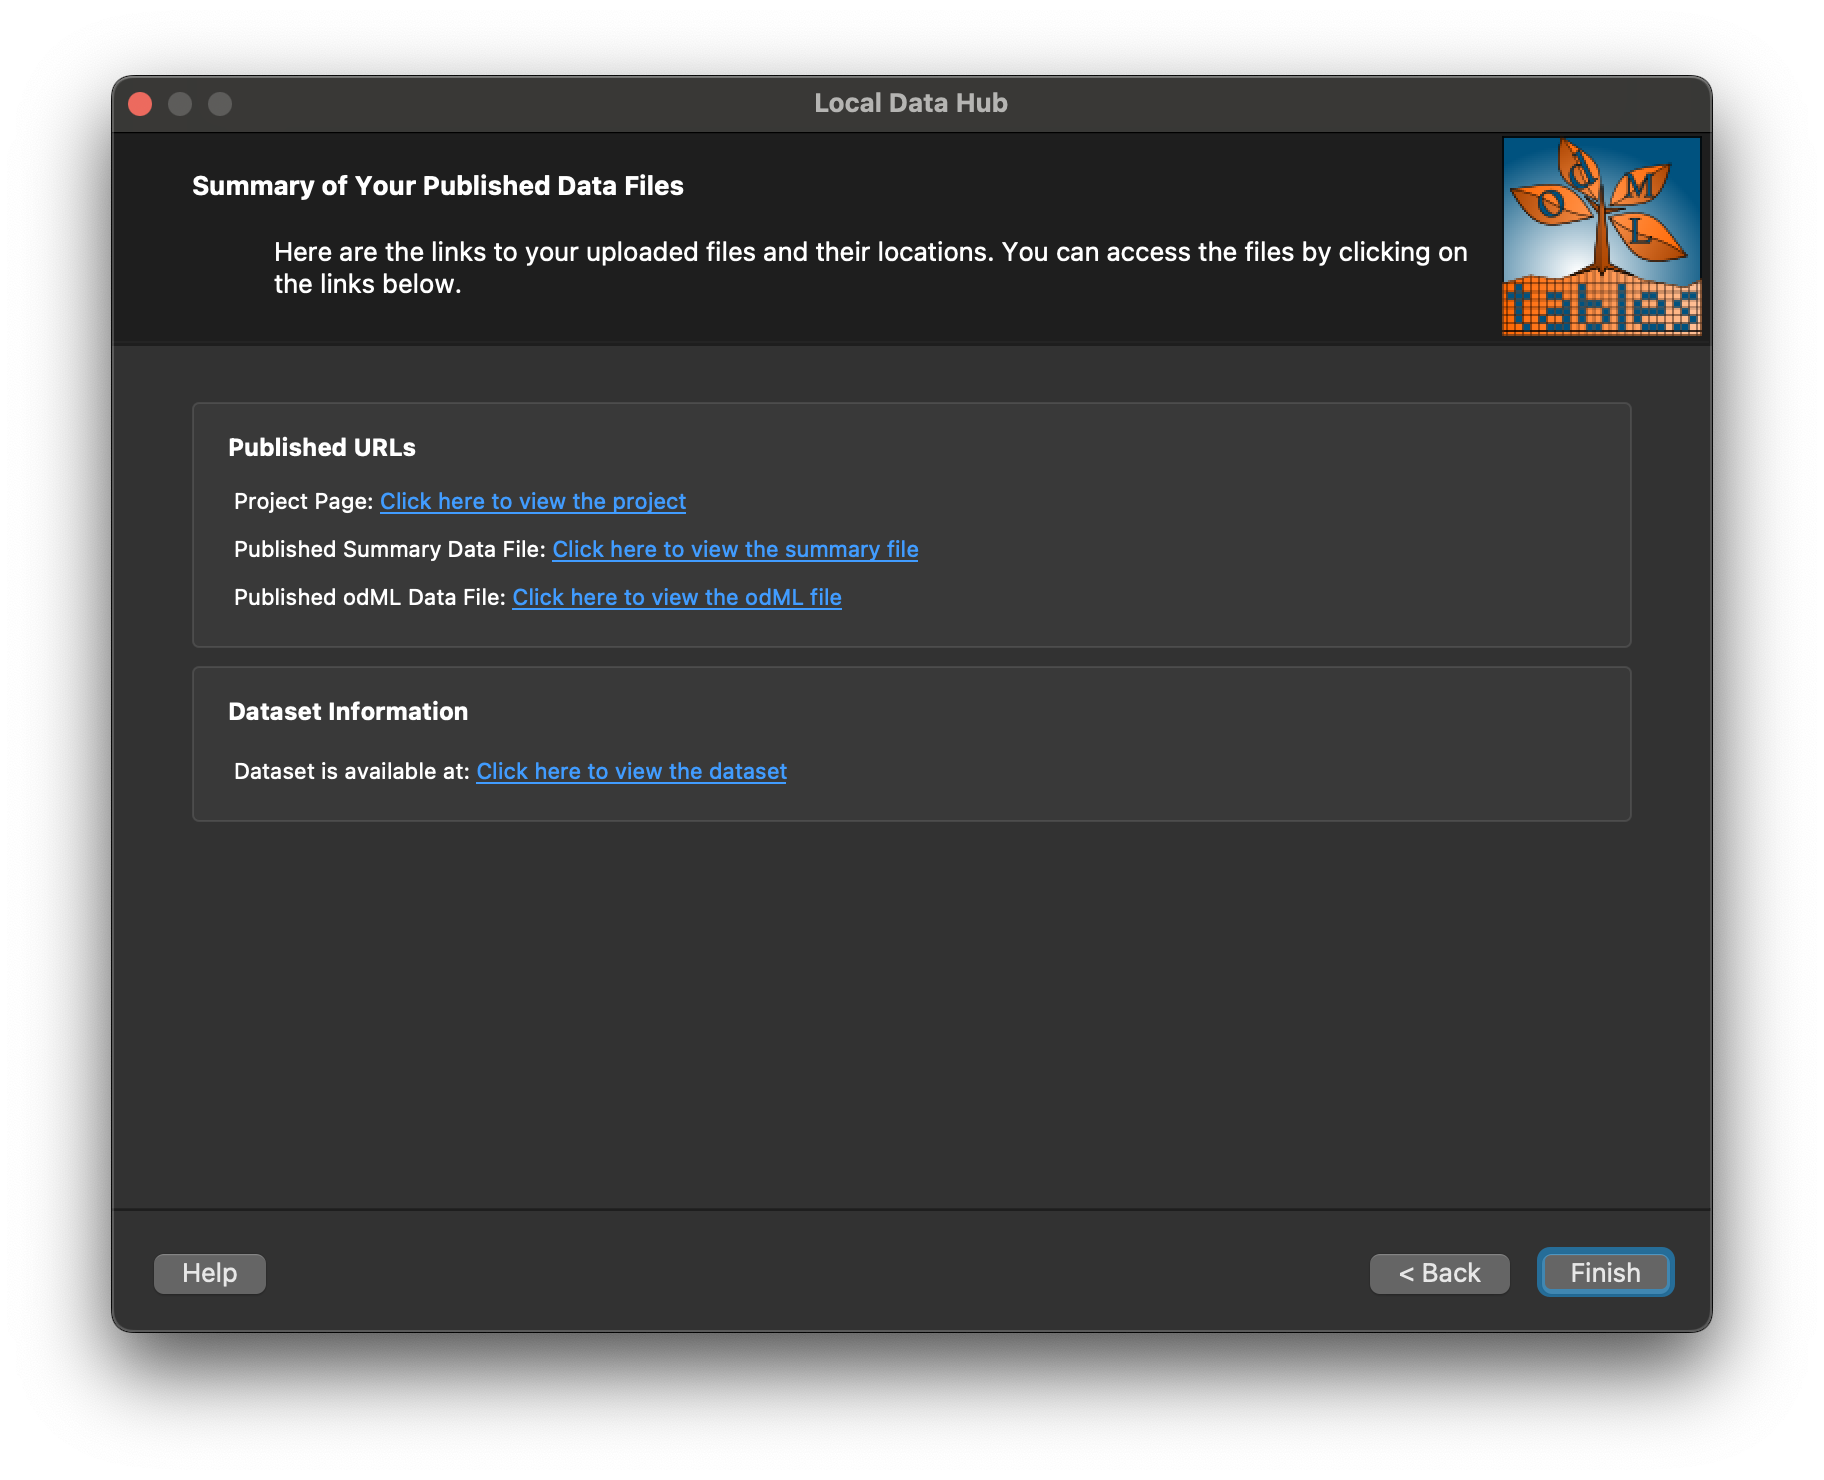 Local Data Hub
Summary of Your Published Data Files
Here are the links to your uploaded files and their locations. You can access the files by clicking on
the links below.
o d M L
tables
Published URLs
Project Page: Click here to view the project
Published Summary Data File: Click here to view the summary file
Published odML Data File: Click here to view the odML file
Dataset Information
Dataset is available at: Click here to view the dataset
Help
< Back
Finish